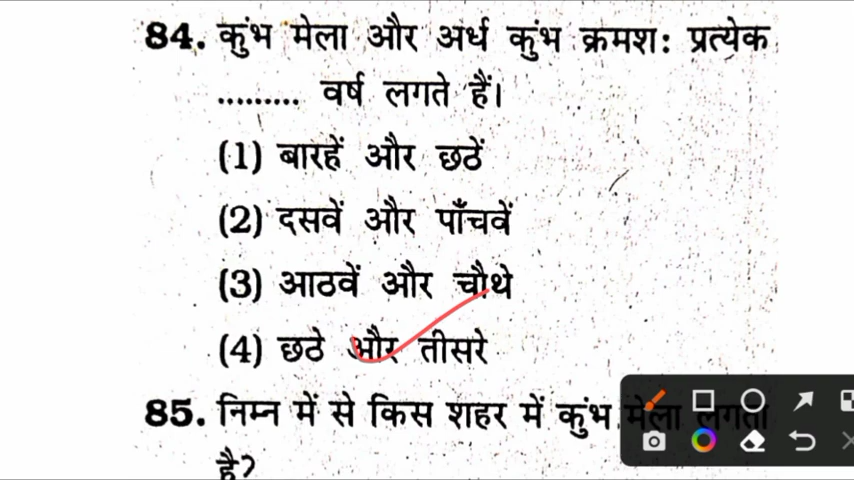 84. कुंभ मेला और अर्ध कुंभ क्रमशः प्रत्येक
......... वर्ष लगते हैं।
(1) बारहें और छठें
(2) दसवें और पाँचवें
(3) आठवें और चौथे
(4) छठे और तीसरे
85. निम्न में से किस शहर में कुंभ मेला लगता
है?